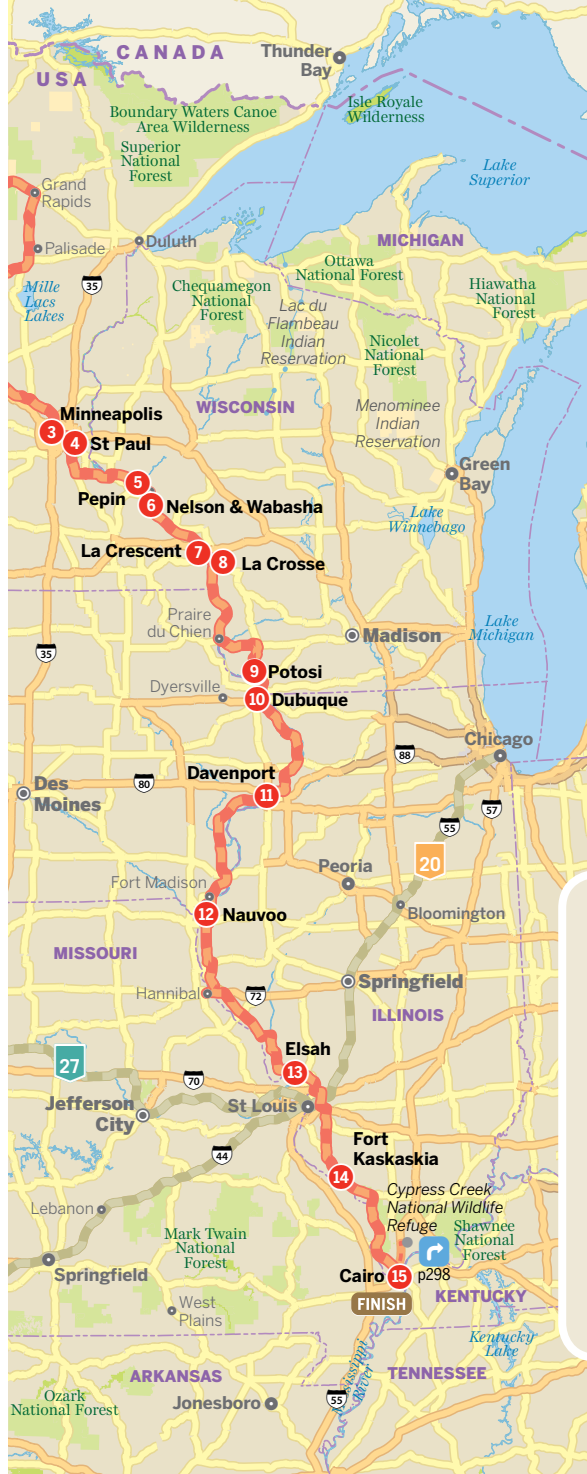 CANADA
USA
Thunder
Bay
Boundary Waters Canoe
Area Wilderness
Isle Royale
Wilderness
Superior
National
Forest
Lake
Superior
Grand
Rapids
Palisade
Duluth
MICHIGAN
35
Mille
Lacs
Lakes
Ottawa
National Forest
Chequamegon
National
Forest
Hiawatha
National
Forest
Lac du
Flambeau
Indian
Reservation
Nicolet
National
Forest
WISCONSIN
Menominee
Indian
Reservation
Minneapolis
3
4
St Paul
Green
Bay
5
Pepin
6
Nelson & Wabasha
Lake
Winnebago
La Crescent
7
8
La Crosse
Praire
du Chien
Madison
Lake
Michigan
35
9
Potosi
Dyersville
10
Dubuque
Chicago
88
Davenport
80
Des
Moines
11
57
55
20
Peoria
Fort Madison
Bloomington
12
Nauvoo
MISSOURI
Springfield
Hannibal
72
ILLINOIS
Elsah
27
13
70
Jefferson
City
St Louis
44
Fort
Kaskaskia
14
Cypress Creek
National Wildlife
Refuge
Lebanon
Shawnee
National
Forest
Mark Twain
National
Forest
Springfield
Cairo
15
p298
KENTUCKY
FINISH
West
Plains
Kentucky
Lake
ARKANSAS
TENNESSEE
Mississippi
River
Ozark
National Forest
Jonesboro
55